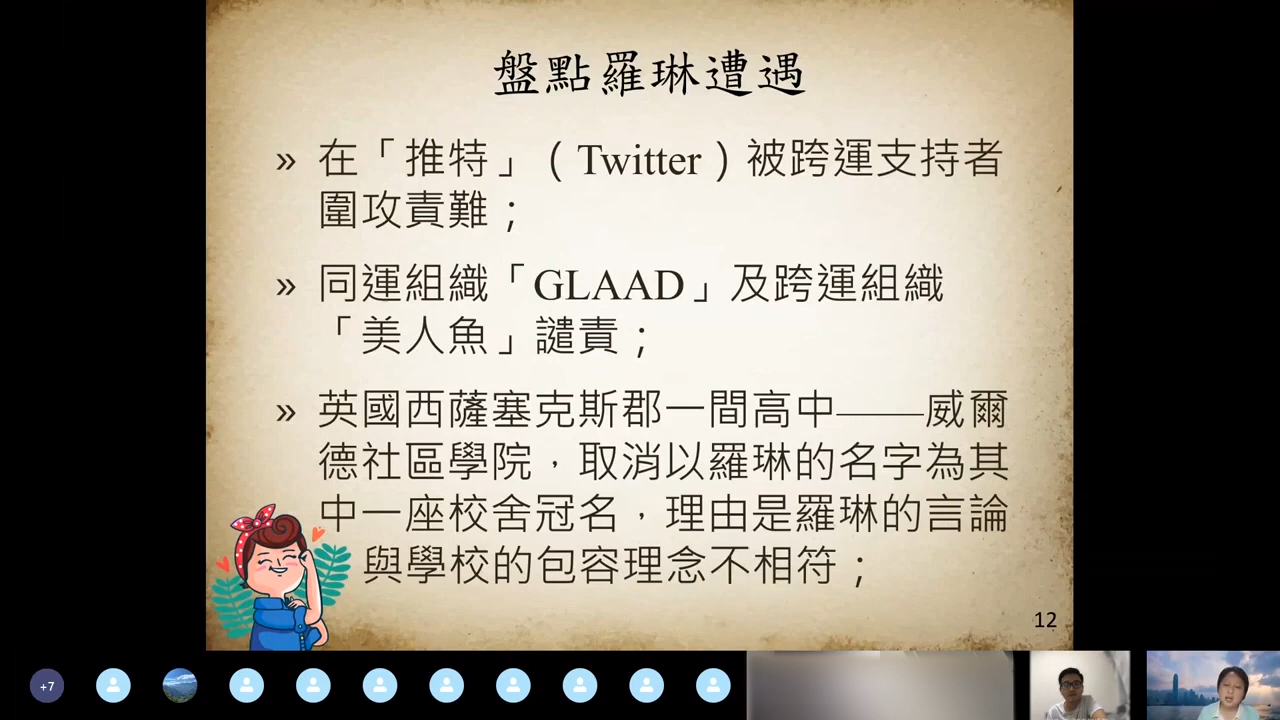 盤點羅琳遭遇
» 在「推特」（Twitter）被跨運支持者
圍攻責難；
» 同運組織「GLAAD」及跨運組織
「美人魚」譴責；
» 英國西薩塞克斯郡一間高中——威爾
德社區學院，取消以羅琳的名字為其
中一座校舍冠名，理由是羅琳的言論
與學校的包容理念不相符；
12
+7